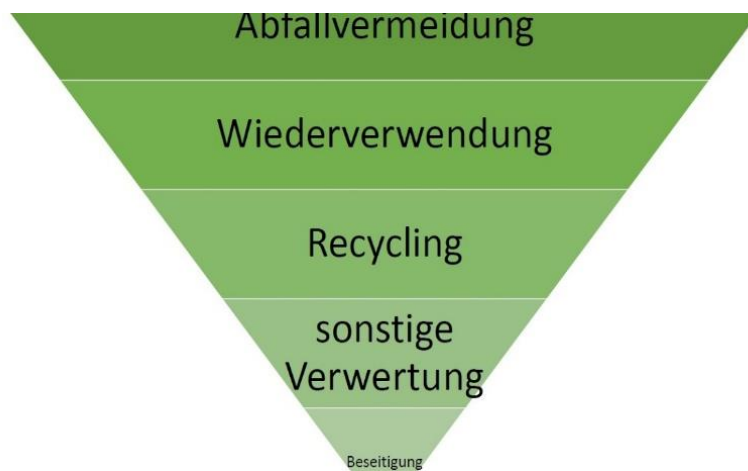 Abfallvermeidung
Wiederverwendung
Recycling
sonstige
Verwertung
Beseitigung